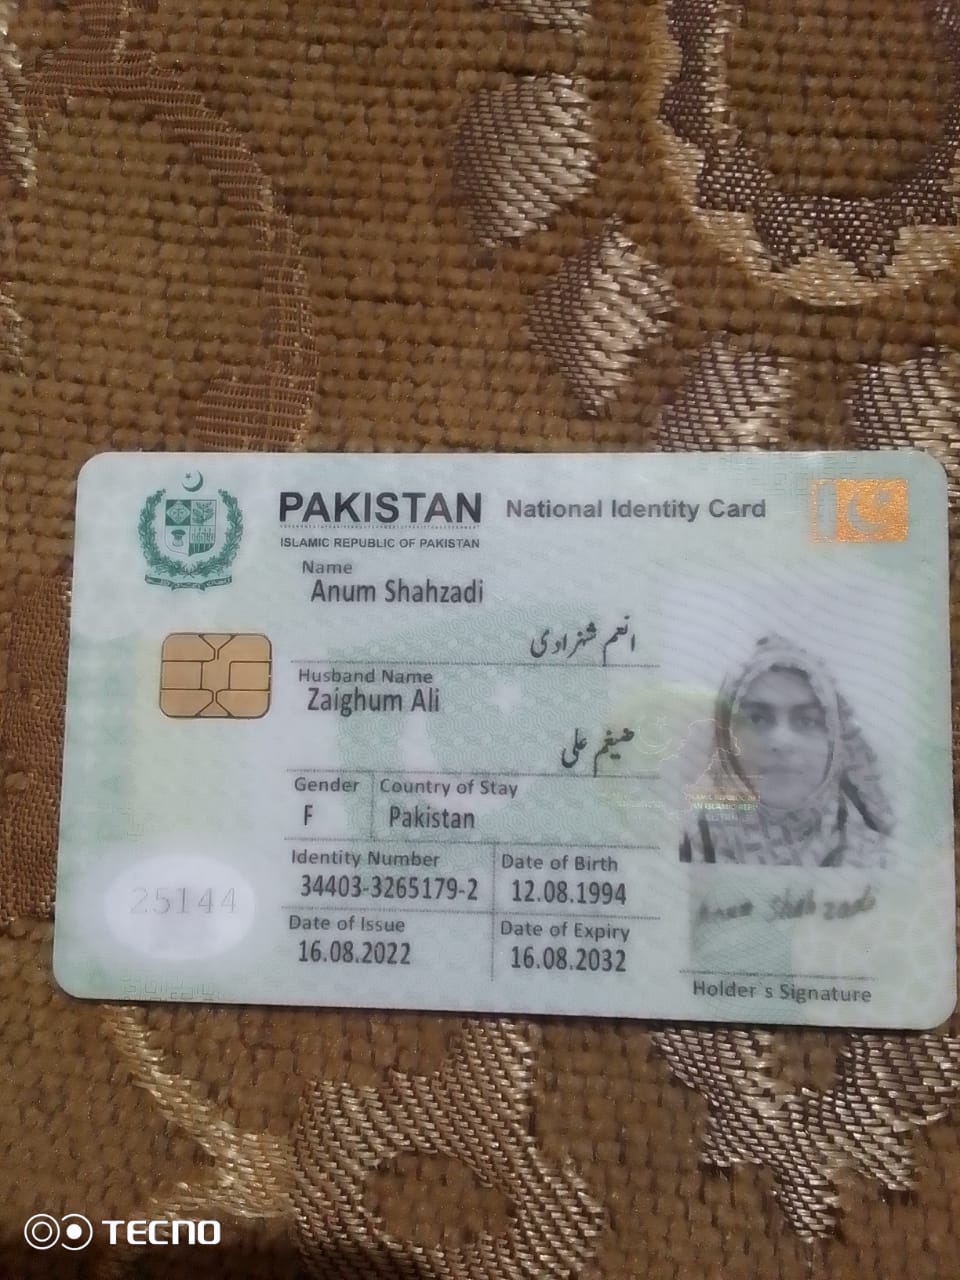 PAKISTAN National Identity Card
ISLAMIC REPUBLIC OF PAKISTAN
Name
Anum Shahzadi
انعم شہزادی
Husband Name
Zaighum Ali
ضیغم علی
Gender Country of Stay
F Pakistan
Identity Number Date of Birth
34403-3265179-2 12.08.1994
Date of Issue Date of Expiry
16.08.2022 16.08.2032
25144
Anum Shahzadi
Holder`s Signature
TECNO